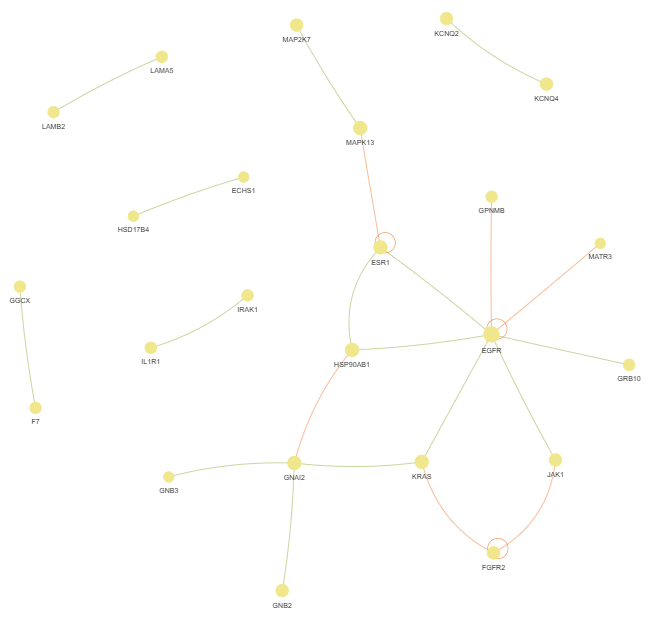 KCNQ2
MAP2K7
LAMA5
KCNQ4
LAMB2
MAPK13
ECHS1
GPNMB
HSD17B4
MATR3
ESR1
GGCX
IRAK1
EGFR
IL1R1
HSP90AB1
GRB10
F7
GNAI2
KRAS
JAK1
GNB3
FGFR2
GNB2